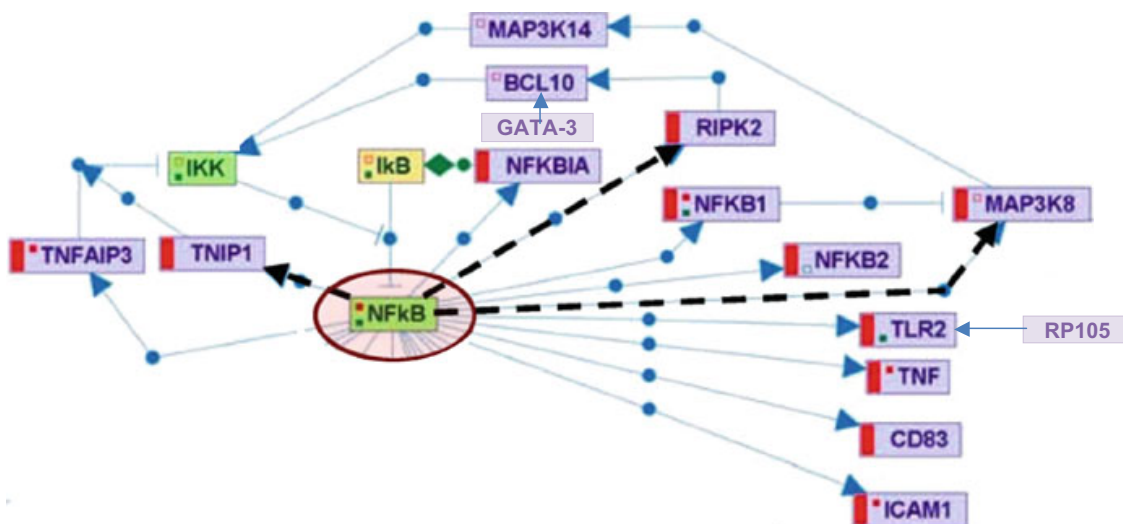 MAP3K14
BCL10
GATA-3
RIPK2
IKK
IkB
NFKBIA
NFKB1
MAP3K8
TNFAIP3
TNIP1
NFKB2
NFkB
TLR2
RP105
TNF
CD83
ICAM1